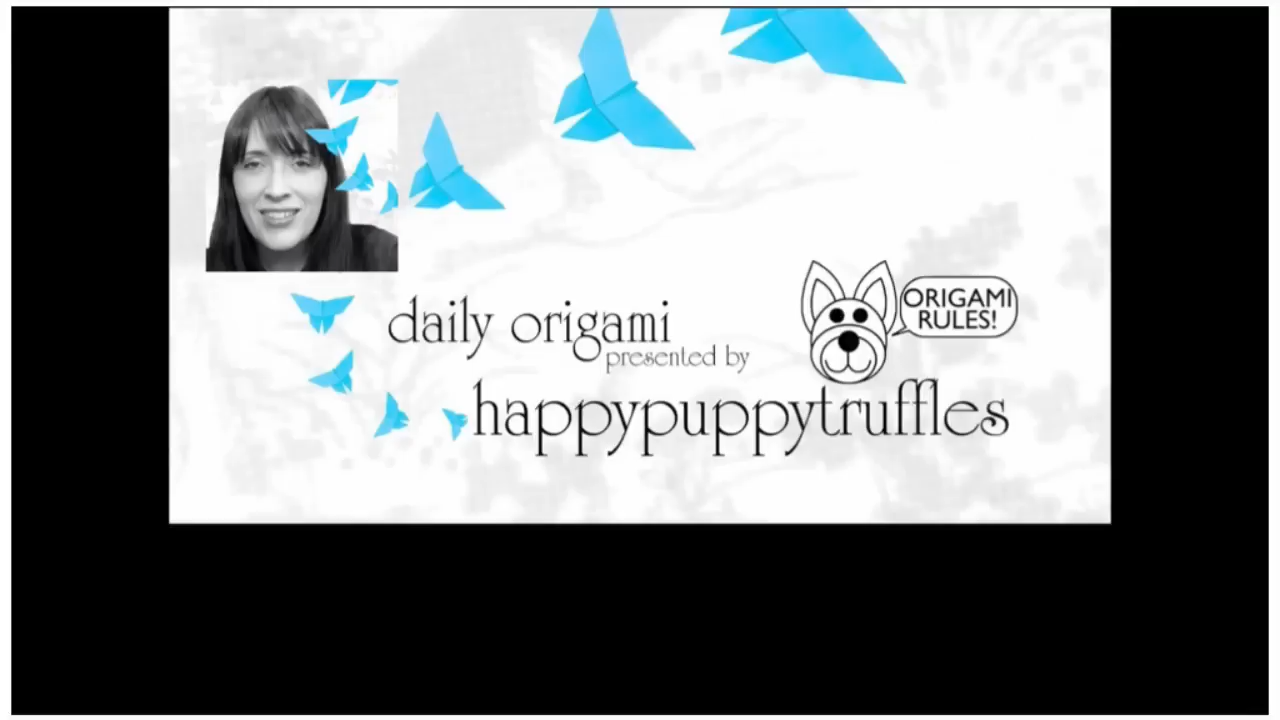 ORIGAMI
RULES!
daily origami
presented by
happypuppytruffles